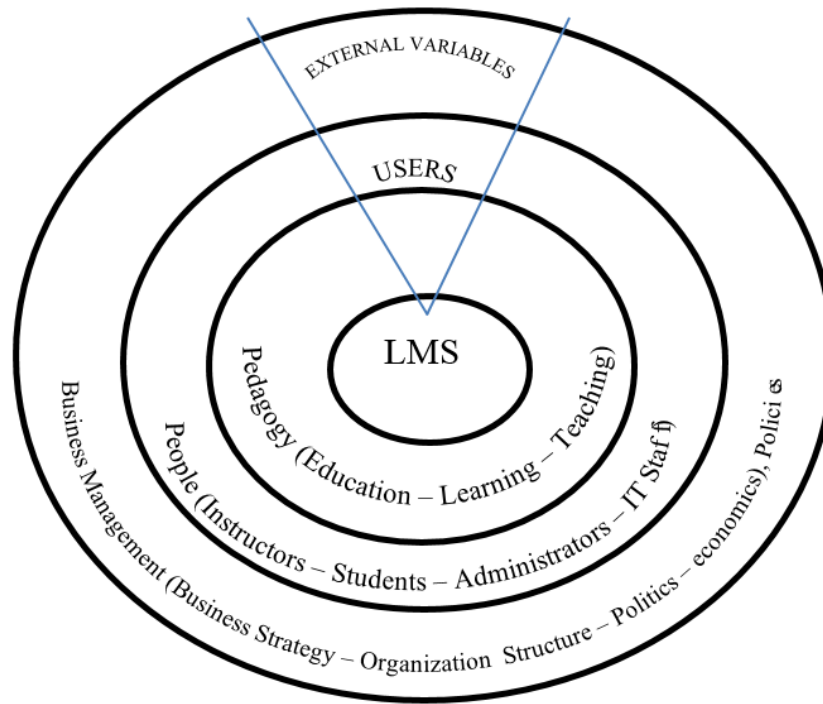 EXTERNAL VARIABLES
USERS
LMS
Pedagogy (Education – Learning – Teaching)
People (Instructors – Students – Administrators – IT Staff)
Business Management (Business Strategy – Organization Structure – Politics – economics), Policies